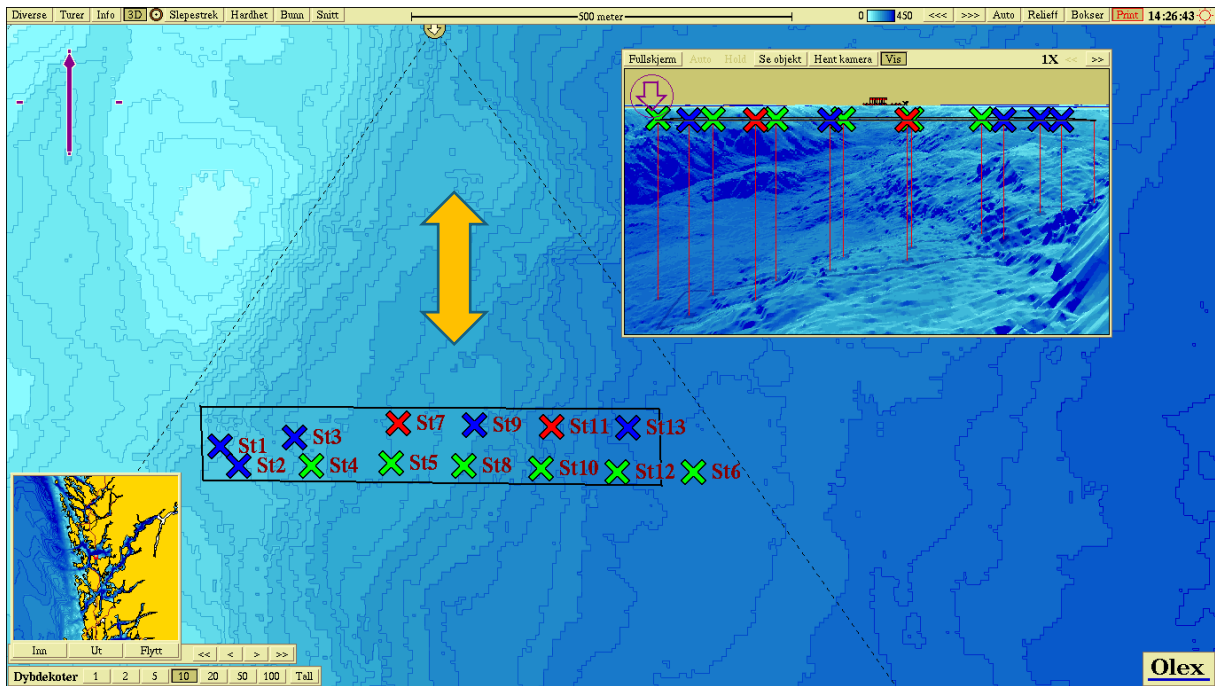 Diverse Turer Info 3D Slepestrek Hardhet Bunn Snitt 500 meter 0 450 <<< >>> Auto Relieff Bokser Print 14:26:43
Fullskjerm Auto Hold Se objekt Hent kamera Vis 1X << >>
St7 St9 St11 St13
St1 St3
St2 St4 St5 St8 St10 St12 St6
Inn Ut Flytt << < > >>
Dybdekoter 1 2 5 10 20 50 100 Tall
Olex